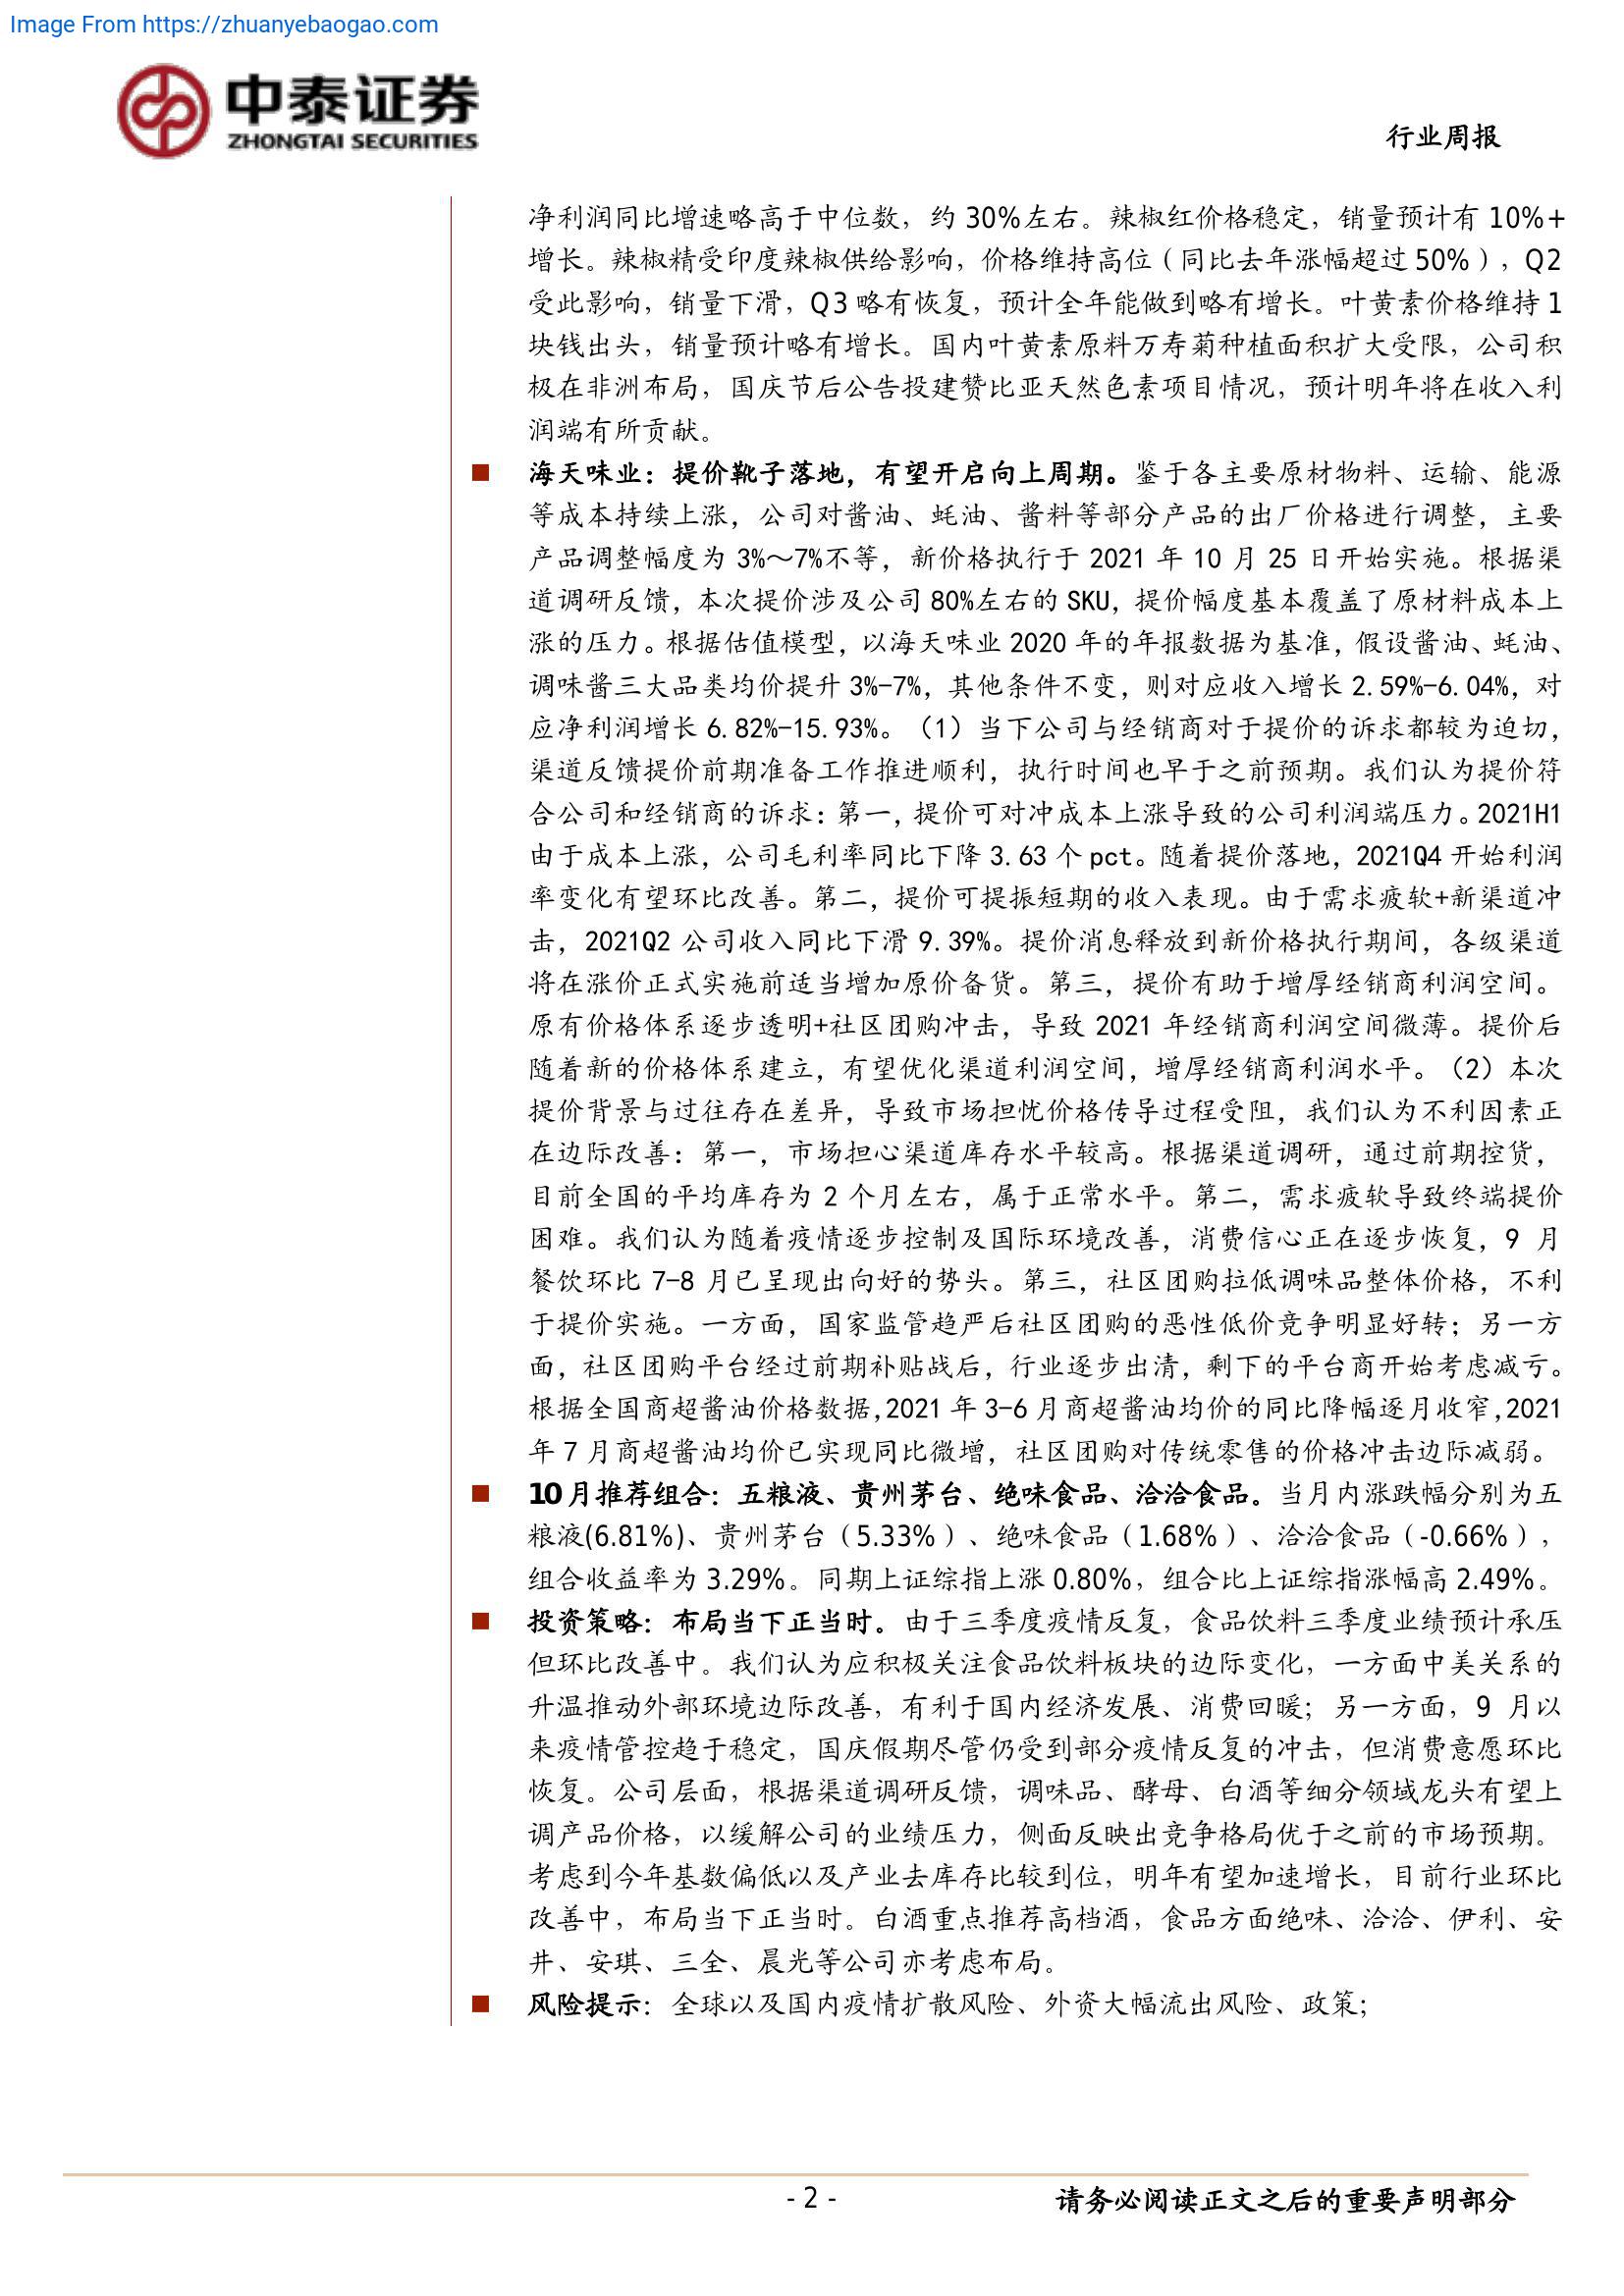 Image From https://zhuanyebaogao.com
中泰证券
ZHONGTAI SECURITIES
行业周报
净利润同比增速略高于中位数，约 30%左右。辣椒红价格稳定，销量预计有 10%+
增长。辣椒精受印度辣椒供给影响，价格维持高位（同比去年涨幅超过 50%），Q2
受此影响，销量下滑，Q3 略有恢复，预计全年能做到略有增长。叶黄素价格维持 1
块钱出头，销量预计略有增长。国内叶黄素原料万寿菊种植面积扩大受限，公司积
极在非洲布局，国庆节后公告投建赞比亚天然色素项目情况，预计明年将在收入利
润端有所贡献。
■ 海天味业：提价靴子落地，有望开启向上周期。鉴于各主要原材物料、运输、能源
等成本持续上涨，公司对酱油、蚝油、酱料等部分产品的出厂价格进行调整，主要
产品调整幅度为 3%～7%不等，新价格执行于 2021 年 10 月 25 日开始实施。根据渠
道调研反馈，本次提价涉及公司 80%左右的 SKU，提价幅度基本覆盖了原材料成本上
涨的压力。根据估值模型，以海天味业 2020 年的年报数据为基准，假设酱油、蚝油、
调味酱三大品类均价提升 3%-7%，其他条件不变，则对应收入增长 2.59%-6.04%，对
应净利润增长 6.82%-15.93%。（1）当下公司与经销商对于提价的诉求都较为迫切，
渠道反馈提价前期准备工作推进顺利，执行时间也早于之前预期。我们认为提价符
合公司和经销商的诉求：第一，提价可对冲成本上涨导致的公司利润端压力。2021H1
由于成本上涨，公司毛利率同比下降 3.63 个 pct。随着提价落地，2021Q4 开始利润
率变化有望环比改善。第二，提价可提振短期的收入表现。由于需求疲软+新渠道冲
击，2021Q2 公司收入同比下滑 9.39%。提价消息释放到新价格执行期间，各级渠道
将在涨价正式实施前适当增加原价备货。第三，提价有助于增厚经销商利润空间。
原有价格体系逐步透明+社区团购冲击，导致 2021 年经销商利润空间微薄。提价后
随着新的价格体系建立，有望优化渠道利润空间，增厚经销商利润水平。（2）本次
提价背景与过往存在差异，导致市场担忧价格传导过程受阻，我们认为不利因素正
在边际改善：第一，市场担心渠道库存水平较高。根据渠道调研，通过前期控货，
目前全国的平均库存为 2 个月左右，属于正常水平。第二，需求疲软导致终端提价
困难。我们认为随着疫情逐步控制及国际环境改善，消费信心正在逐步恢复，9 月
餐饮环比 7-8 月已呈现出向好的势头。第三，社区团购拉低调味品整体价格，不利
于提价实施。一方面，国家监管趋严后社区团购的恶性低价竞争明显好转；另一方
面，社区团购平台经过前期补贴战后，行业逐步出清，剩下的平台商开始考虑减亏。
根据全国商超酱油价格数据，2021 年 3-6 月商超酱油均价的同比降幅逐月收窄，2021
年 7 月商超酱油均价已实现同比微增，社区团购对传统零售的价格冲击边际减弱。
■ 10 月推荐组合：五粮液、贵州茅台、绝味食品、洽洽食品。当月内涨跌幅分别为五
粮液(6.81%)、贵州茅台（5.33%）、绝味食品（1.68%）、洽洽食品（-0.66%），
组合收益率为 3.29%。同期上证综指上涨 0.80%，组合比上证综指涨幅高 2.49%。
■ 投资策略：布局当下正当时。由于三季度疫情反复，食品饮料三季度业绩预计承压
但环比改善中。我们认为应积极关注食品饮料板块的边际变化，一方面中美关系的
升温推动外部环境边际改善，有利于国内经济发展、消费回暖；另一方面，9 月以
来疫情管控趋于稳定，国庆假期尽管仍受到部分疫情反复的冲击，但消费意愿环比
恢复。公司层面，根据渠道调研反馈，调味品、酵母、白酒等细分领域龙头有望上
调产品价格，以缓解公司的业绩压力，侧面反映出竞争格局优于之前的市场预期。
考虑到今年基数偏低以及产业去库存比较到位，明年有望加速增长，目前行业环比
改善中，布局当下正当时。白酒重点推荐高档酒，食品方面绝味、洽洽、伊利、安
井、安琪、三全、晨光等公司亦考虑布局。
■ 风险提示：全球以及国内疫情扩散风险、外资大幅流出风险、政策；
- 2 -
请务必阅读正文之后的重要声明部分